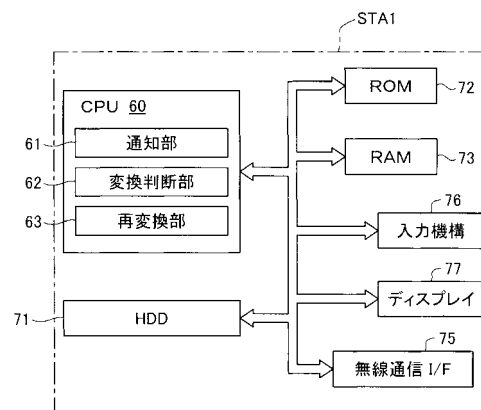 STA1
CPU 60
61
通知部
62
変換判断部
63
再変換部
71
HDD
ROM
72
RAM
73
76
入力機構
77
ディスプレイ
75
無線通信 I/F